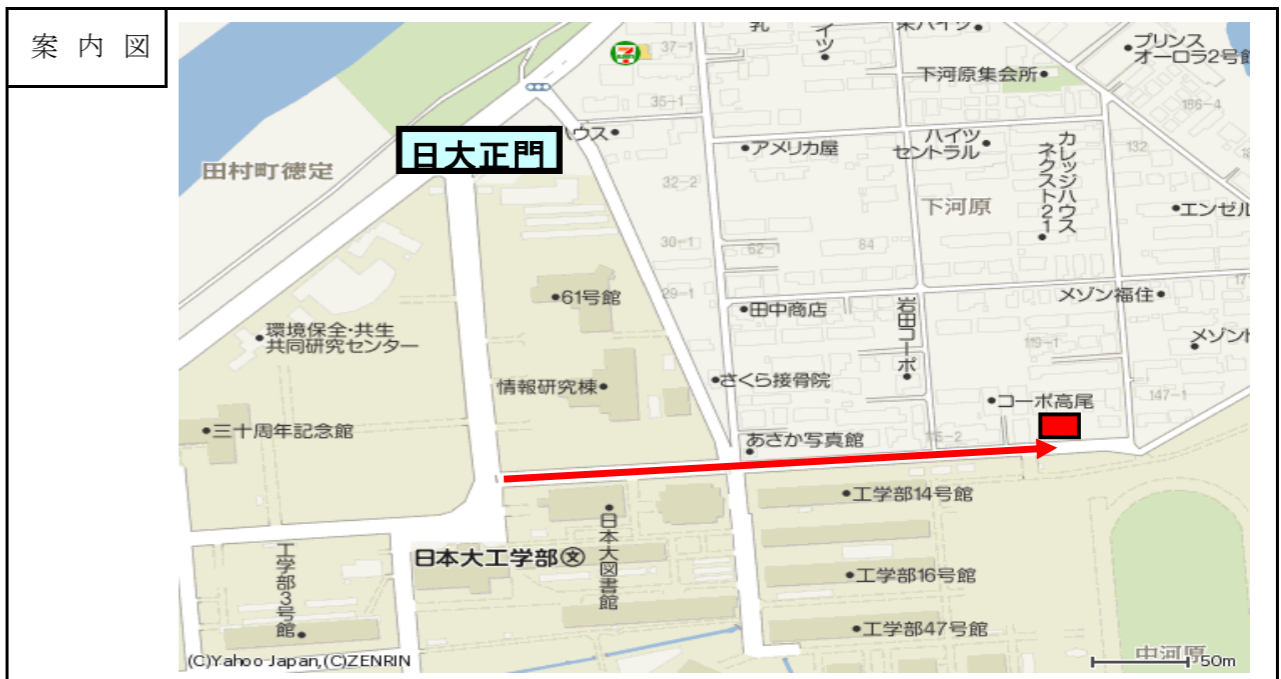 案内図
37-1
プリンス
オーロラ2号館
下河原集会所
35-1
186-4
日大正門
アメリカ屋
ハイツ
セントラル
カレッジハウス
ネクスト21
132
田村町徳定
32-2
下河原
エンゼル
30-1
62-1
84
61号館
29-1
田中商店
岩田コーポ
メゾン福住
環境保全・共生
共同研究センター
119-1
情報研究棟
さくら接骨院
コーポ高尾
147-1
三十周年記念館
あさか写真館
工学部14号館
日本大図書館
日本大工学部文
工学部3号館
工学部16号館
工学部47号館
中河原
(C)Yahoo Japan,(C)ZENRIN
50m